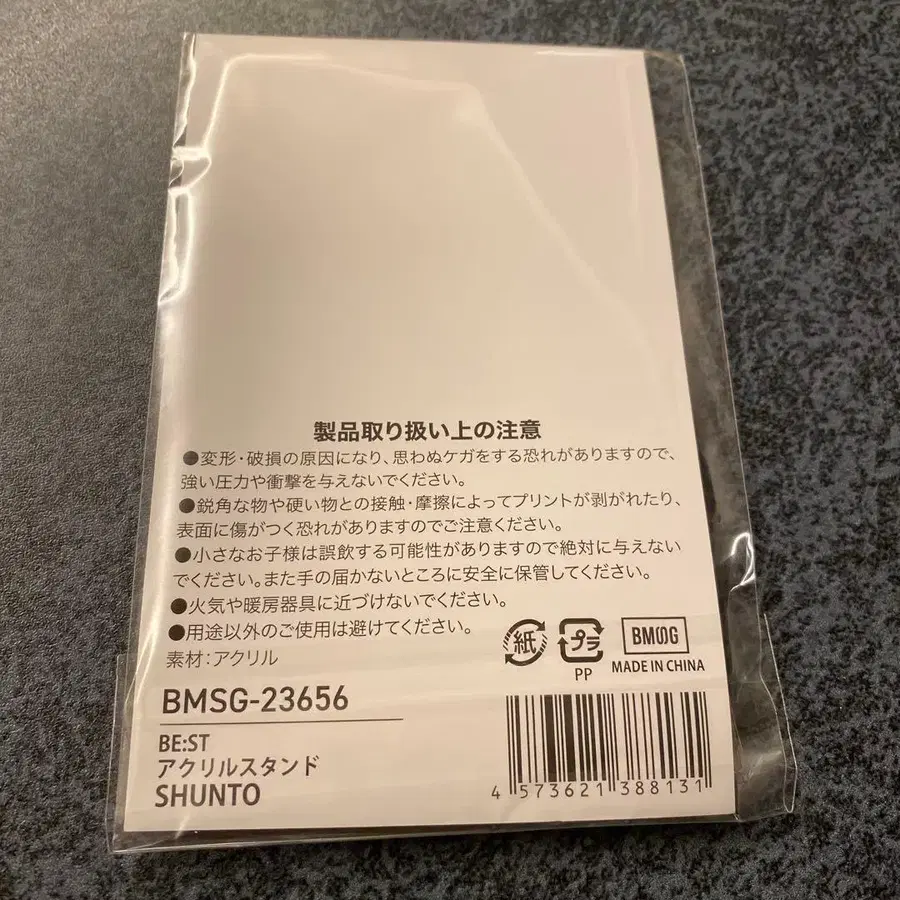 製品取り扱い上の注意
●変形・破損の原因になり、思わぬケガをする恐れがありますので、
強い圧力や衝撃を与えないでください。
●鋭角な物や硬い物との接触・摩擦によってプリントが剥がれたり、
表面に傷がつく恐れがありますのでご注意ください。
●小さなお子様は誤飲する可能性がありますので絶対に与えない
でください。また手の届かないところに安全に保管してください。
●火気や暖房器具に近づけないでください。
●用途以外のご使用は避けてください。
素材：アクリル
紙
プラ
PP
BMSG
MADE IN CHINA
BMSG-23656
BE:ST
アクリルスタンド
SHUNTO
4 573621 388131